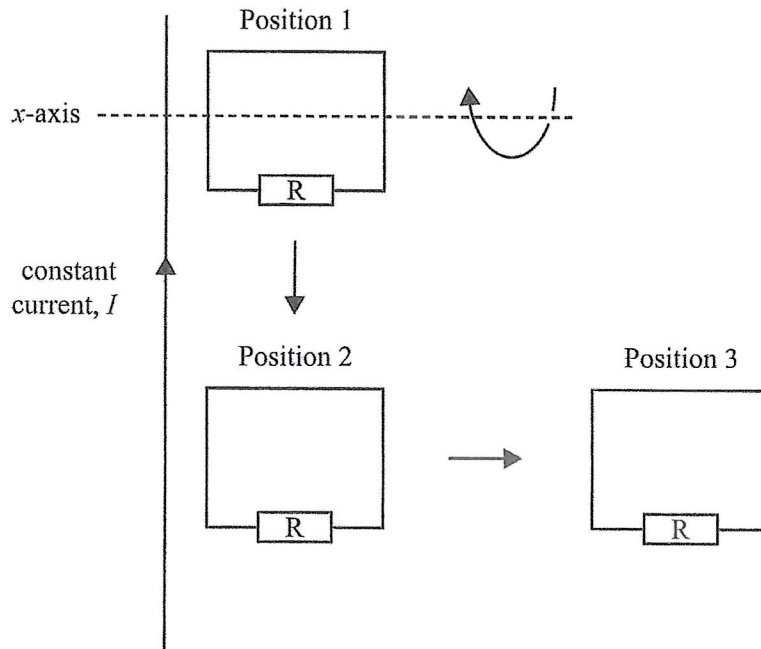 Position 1
x-axis
R
constant
current, I
Position 2
Position 3
R
R